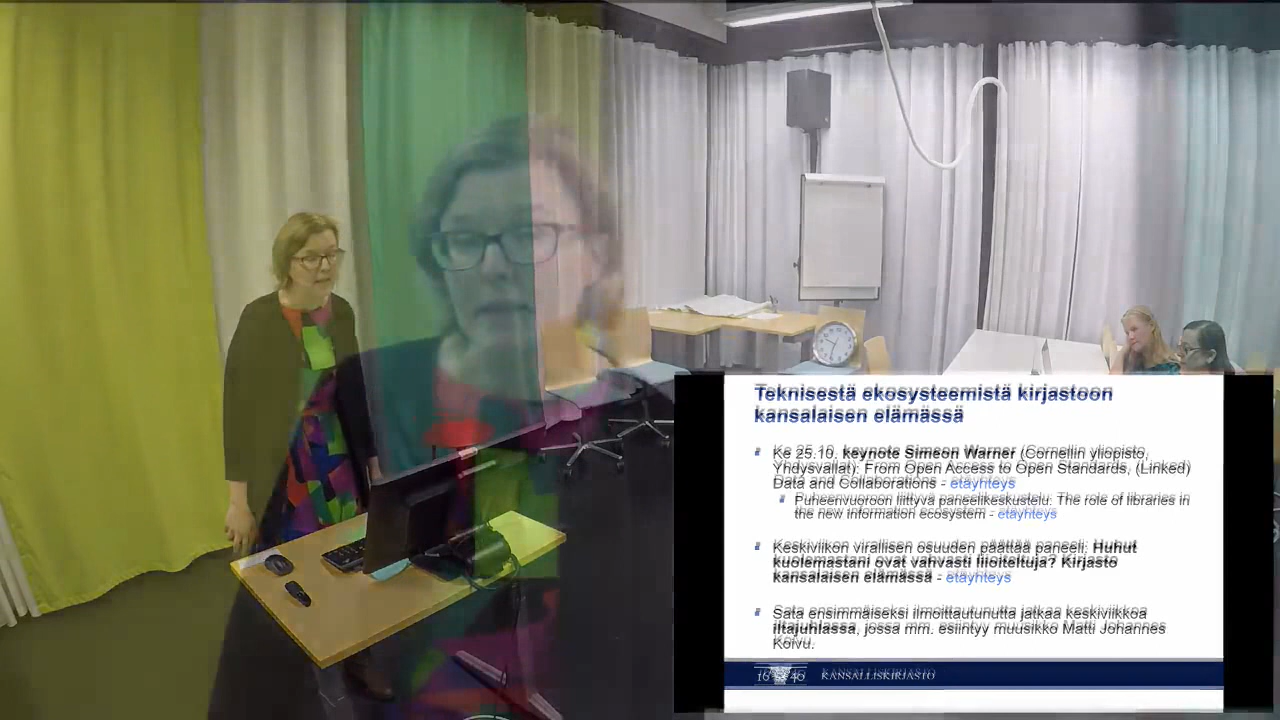 Teknisestä ekosysteemistä kirjastoon
kansalaisen elämässä
Ke 25.10. keynote Simeon Warner (Cornellin yliopisto,
Yhdysvallat): From Open Access to Open Standards, (Linked)
Data and Collaborations - etäyhteys
Puheenvuoroon liittyvä paneelikeskustelu: The role of libraries in
the new information ecosystem - etäyhteys
Keskiviikon virallisen osuuden päättää paneeli: Huhut
kuolemastani ovat vahvasti liioiteltuja? Kirjasto
kansalaisen elämässä - etäyhteys
Sata ensimmäiseksi ilmoittautunutta jatkaa keskiviikkoa
iltajuhlassa, jossa mm. esiintyy muusikko Matti Johannes
Koivu.
16 40 KANSALLISKIRJASTO